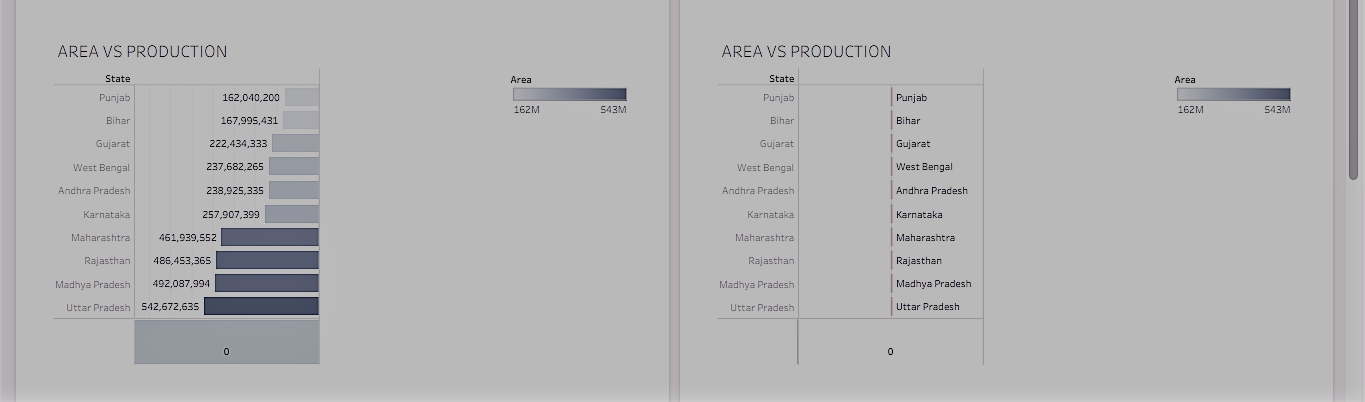 AREA VS PRODUCTION
State
Punjab 162,040,200
Bihar 167,995,431
Gujarat 222,434,333
West Bengal 237,682,265
Andhra Pradesh 238,925,335
Karnataka 257,907,399
Maharashtra 461,939,552
Rajasthan 486,453,365
Madhya Pradesh 492,087,994
Uttar Pradesh 542,672,635
0
Area
162M 543M
AREA VS PRODUCTION
State
Punjab Punjab
Bihar Bihar
Gujarat Gujarat
West Bengal West Bengal
Andhra Pradesh Andhra Pradesh
Karnataka Karnataka
Maharashtra Maharashtra
Rajasthan Rajasthan
Madhya Pradesh Madhya Pradesh
Uttar Pradesh Uttar Pradesh
0
Area
162M 543M